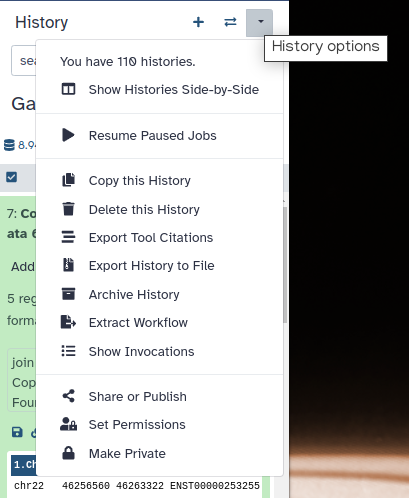 History
History options
sea
You have 110 histories.
Show Histories Side-by-Side
Ga
8.9
Resume Paused Jobs
Copy this History
7: Co
Delete this History
ata 6
Export Tool Citations
Add
Export History to File
5 reg
Archive History
forma
Extract Workflow
Show Invocations
join
Cop
Share or Publish
Foun
Set Permissions
Make Private
1.Ch
chr22 46256560 46263322 ENST00000253255